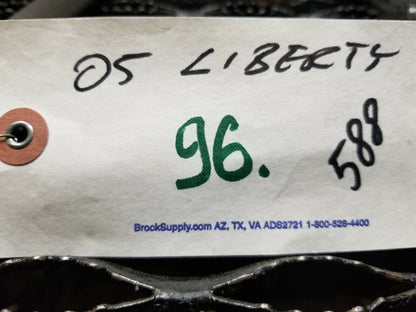 05 LIBERTY
96.
588
BrockSupply.com AZ, TX, VA ADS2721 1-800-528-4400